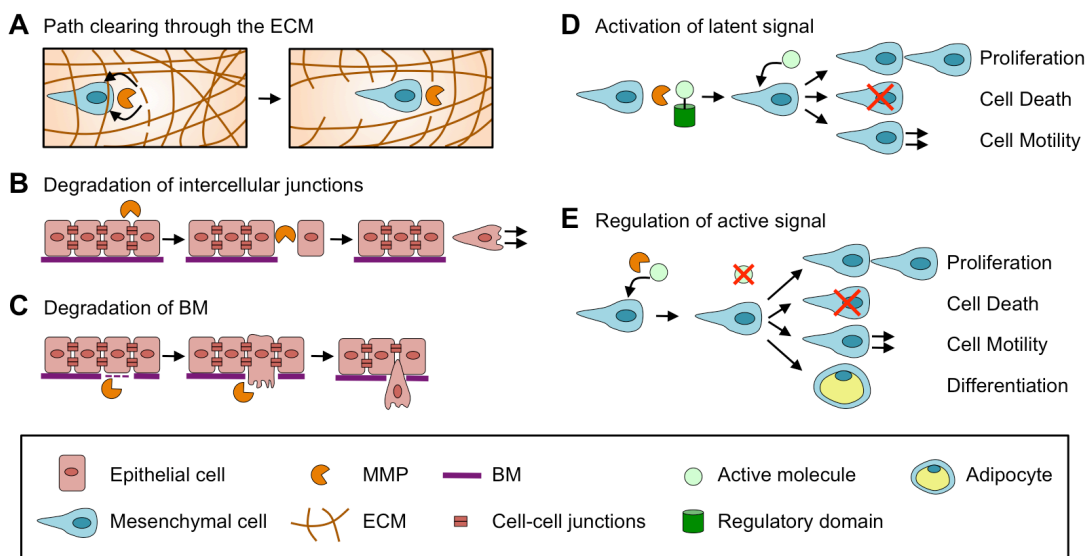 A Path clearing through the ECM
B Degradation of intercellular junctions
C Degradation of BM
D Activation of latent signal
Proliferation
Cell Death
Cell Motility
E Regulation of active signal
Proliferation
Cell Death
Cell Motility
Differentiation
Epithelial cell
MMP
BM
Active molecule
Adipocyte
Mesenchymal cell
ECM
Cell-cell junctions
Regulatory domain